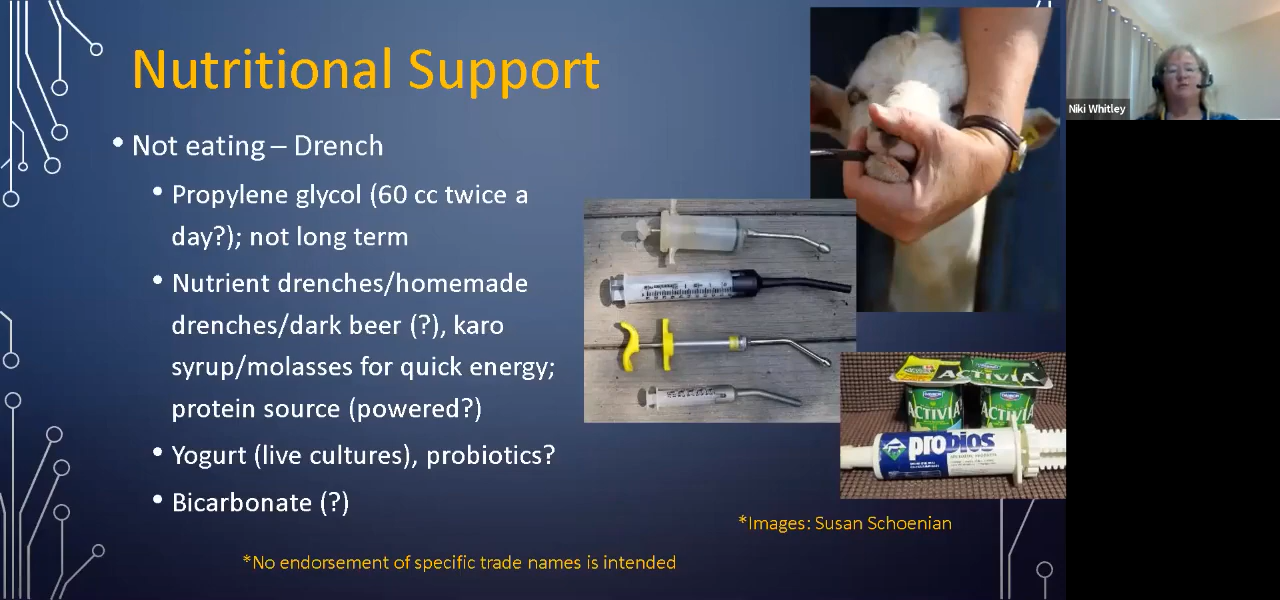 Nutritional Support
• Not eating – Drench
• Propylene glycol (60 cc twice a
day?); not long term
• Nutrient drenches/homemade
drenches/dark beer (?), karo
syrup/molasses for quick energy;
protein source (powered?)
• Yogurt (live cultures), probiotics?
• Bicarbonate (?)
ACTIVIA
ACTIVIA
ACTIVIA
probios
*Images: Susan Schoenian
*No endorsement of specific trade names is intended
Niki Whitley